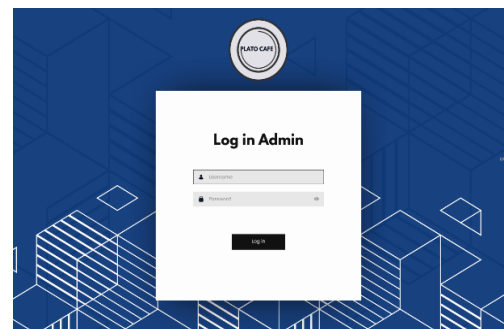 PLATO CAFE
Log in Admin
Username
Password
Log in